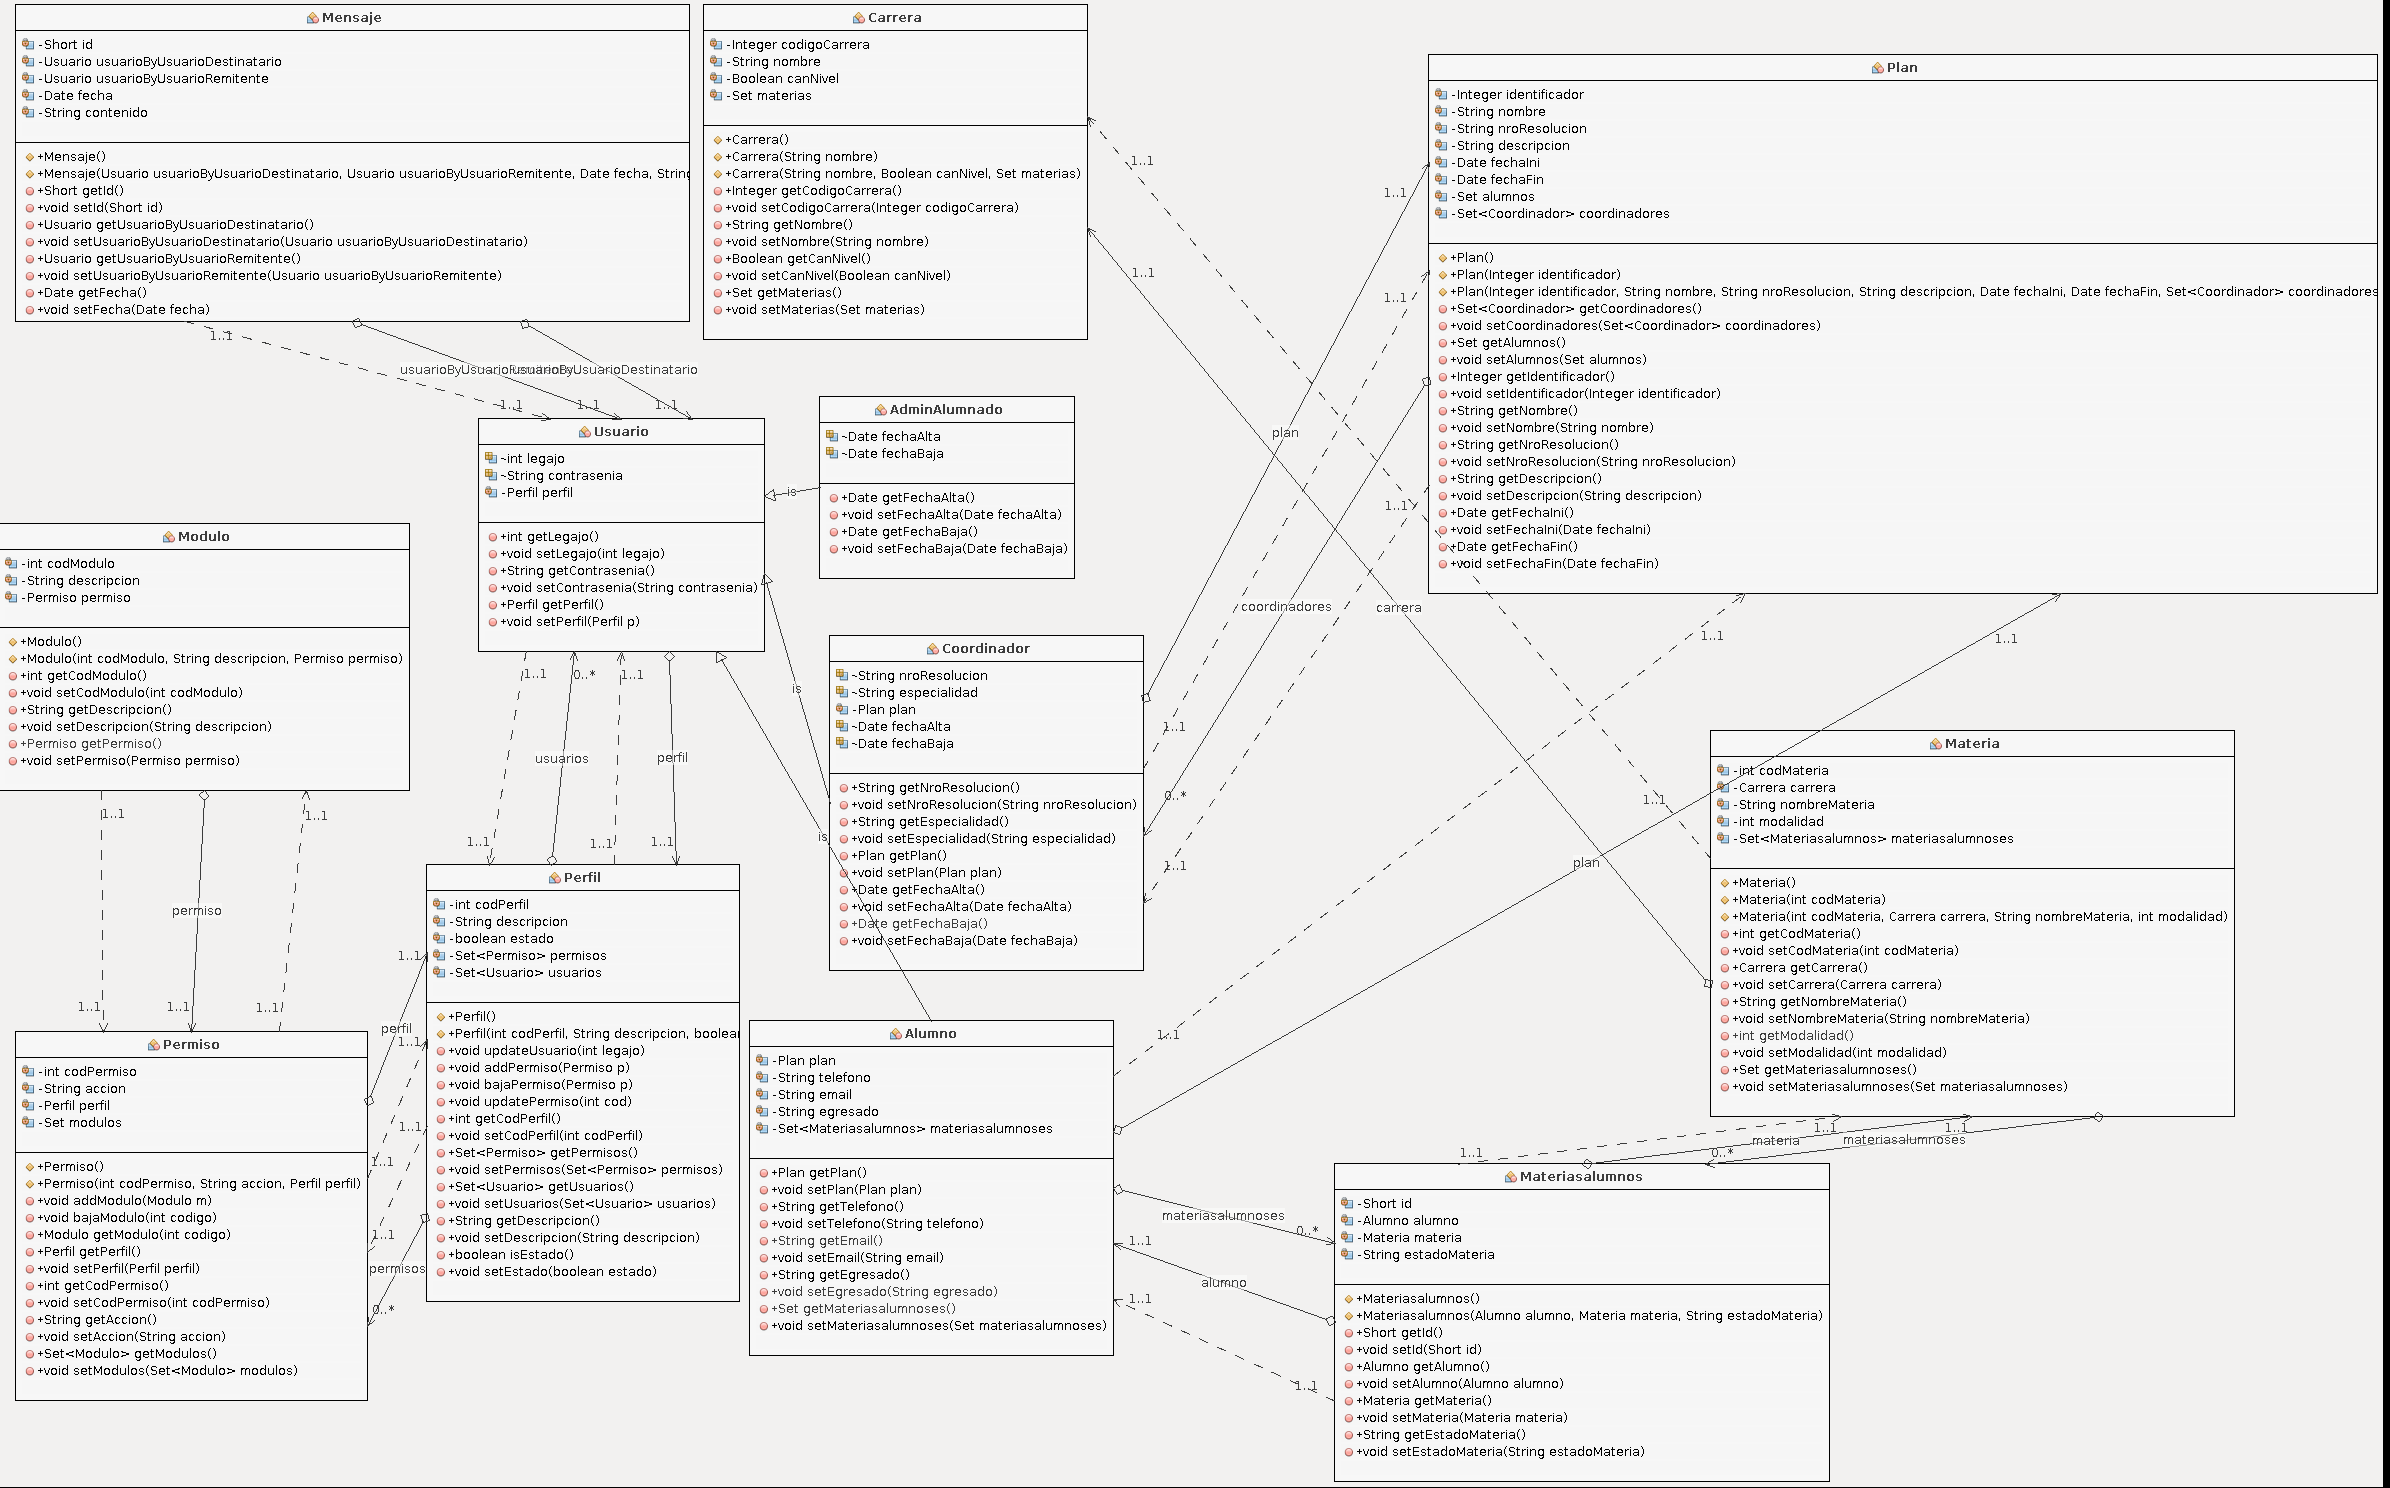 Mensaje
-Short id
-Usuario usuarioByUsuarioDestinatario
-Usuario usuarioByUsuarioRemitente
-Date fecha
-String contenido
+Mensaje()
+Mensaje(Usuario usuarioByUsuarioDestinatario, Usuario usuarioByUsuarioRemitente, Date fecha, String
+Short getId()
+void setId(Short id)
+Usuario getUsuarioByUsuarioDestinatario()
+void setUsuarioByUsuarioDestinatario(Usuario usuarioByUsuarioDestinatario)
+Usuario getUsuarioByUsuarioRemitente()
+void setUsuarioByUsuarioRemitente(Usuario usuarioByUsuarioRemitente)
+Date getFecha()
+void setFecha(Date fecha)
Carrera
-Integer codigoCarrera
-String nombre
-Boolean canNivel
-Set materias
+Carrera()
+Carrera(String nombre)
+Carrera(String nombre, Boolean canNivel, Set materias)
+Integer getCodigoCarrera()
+void setCodigoCarrera(Integer codigoCarrera)
+String getNombre()
+void setNombre(String nombre)
+Boolean getCanNivel()
+void setCanNivel(Boolean canNivel)
+Set getMaterias()
+void setMaterias(Set materias)
Plan
-Integer identificador
-String nombre
-String nroResolucion
-String descripcion
-Date fechaIni
-Date fechaFin
-Set alumnos
-Set<Coordinador> coordinadores
+Plan()
+Plan(Integer identificador)
+Plan(Integer identificador, String nombre, String nroResolucion, String descripcion, Date fechaIni, Date fechaFin, Set<Coordinador> coordinadores
+Set<Coordinador> getCoordinadores()
+void setCoordinadores(Set<Coordinador> coordinadores)
+Set getAlumnos()
+void setAlumnos(Set alumnos)
+Integer getIdentificador()
+void setIdentificador(Integer identificador)
+String getNombre()
+void setNombre(String nombre)
+String getNroResolucion()
+void setNroResolucion(String nroResolucion)
+String getDescripcion()
+void setDescripcion(String descripcion)
+Date getFechaIni()
+void setFechaIni(Date fechaIni)
+Date getFechaFin()
+void setFechaFin(Date fechaFin)
1..1
1..1
1..1
1..1
1..1
1..1
usuarioByUsuario
usuarioByUsuarioDestinatario
1..1
1..1
1..1
plan
coordinadores
carrera
Usuario
~int legajo
~String contrasenia
-Perfil perfil
+int getLegajo()
+void setLegajo(int legajo)
+String getContrasenia()
+void setContrasenia(String contrasenia)
+Perfil getPerfil()
+void setPerfil(Perfil p)
is
AdminAlumnado
~Date fechaAlta
~Date fechaBaja
+Date getFechaAlta()
+void setFechaAlta(Date fechaAlta)
+Date getFechaBaja()
+void setFechaBaja(Date fechaBaja)
Modulo
-int codModulo
-String descripcion
-Permiso permiso
+Modulo()
+Modulo(int codModulo, String descripcion, Permiso permiso)
+int getCodModulo()
+void setCodModulo(int codModulo)
+String getDescripcion()
+void setDescripcion(String descripcion)
+Permiso getPermiso()
+void setPermiso(Permiso permiso)
1..1
0..*
1..1
is
usuarios
perfil
is
1..1
1..1
1..1
Coordinador
~String nroResolucion
~String especialidad
-Plan plan
~Date fechaAlta
~Date fechaBaja
+String getNroResolucion()
+void setNroResolucion(String nroResolucion)
+String getEspecialidad()
+void setEspecialidad(String especialidad)
+Plan getPlan()
+void setPlan(Plan plan)
+Date getFechaAlta()
+void setFechaAlta(Date fechaAlta)
+Date getFechaBaja()
+void setFechaBaja(Date fechaBaja)
1..1
0..*
1..1
1..1
1..1
1..1
plan
1..1
Materia
-int codMateria
-Carrera carrera
-String nombreMateria
-int modalidad
-Set<Materiasalumnos> materiasalumnoses
+Materia()
+Materia(int codMateria)
+Materia(int codMateria, Carrera carrera, String nombreMateria, int modalidad)
+int getCodMateria()
+void setCodMateria(int codMateria)
+Carrera getCarrera()
+void setCarrera(Carrera carrera)
+String getNombreMateria()
+void setNombreMateria(String nombreMateria)
+int getModalidad()
+void setModalidad(int modalidad)
+Set getMateriasalumnoses()
+void setMateriasalumnoses(Set materiasalumnoses)
1..1
1..1
permiso
1..1
1..1
1..1
Perfil
-int codPerfil
-String descripcion
-boolean estado
-Set<Permiso> permisos
-Set<Usuario> usuarios
+Perfil()
+Perfil(int codPerfil, String descripcion, boolean
+void updateUsuario(int legajo)
+void addPermiso(Permiso p)
+void bajaPermiso(Permiso p)
+void updatePermiso(int cod)
+int getCodPerfil()
+void setCodPerfil(int codPerfil)
+Set<Permiso> getPermisos()
+void setPermisos(Set<Permiso> permisos)
+Set<Usuario> getUsuarios()
+void setUsuarios(Set<Usuario> usuarios)
+String getDescripcion()
+void setDescripcion(String descripcion)
+boolean isEstado()
+void setEstado(boolean estado)
1..1
perfil
1..1
1..1
1..1
1..1
permisos
0..*
Permiso
-int codPermiso
-String accion
-Perfil perfil
-Set modulos
+Permiso()
+Permiso(int codPermiso, String accion, Perfil perfil)
+void addModulo(Modulo m)
+void bajaModulo(int codigo)
+Modulo getModulo(int codigo)
+Perfil getPerfil()
+void setPerfil(Perfil perfil)
+int getCodPermiso()
+void setCodPermiso(int codPermiso)
+String getAccion()
+void setAccion(String accion)
+Set<Modulo> getModulos()
+void setModulos(Set<Modulo> modulos)
Alumno
-Plan plan
-String telefono
-String email
-String egresado
-Set<Materiasalumnos> materiasalumnoses
+Plan getPlan()
+void setPlan(Plan plan)
+String getTelefono()
+void setTelefono(String telefono)
+String getEmail()
+void setEmail(String email)
+String getEgresado()
+void setEgresado(String egresado)
+Set getMateriasalumnoses()
+void setMateriasalumnoses(Set materiasalumnoses)
1..1
1..1
1..1
materia
materiasalumnoses
1..1
0..*
materiasalumnoses
0..*
1..1
alumno
1..1
1..1
Materiasalumnos
-Short id
-Alumno alumno
-Materia materia
-String estadoMateria
+Materiasalumnos()
+Materiasalumnos(Alumno alumno, Materia materia, String estadoMateria)
+Short getId()
+void setId(Short id)
+Alumno getAlumno()
+void setAlumno(Alumno alumno)
+Materia getMateria()
+void setMateria(Materia materia)
+String getEstadoMateria()
+void setEstadoMateria(String estadoMateria)